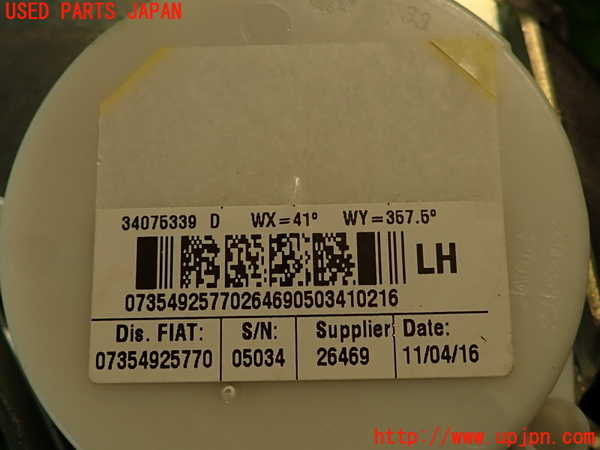 USED PARTS JAPAN
34075339 D WX=41° WY=357.5°
LH
07354925770264690503410216
Dis. FIAT: S/N: Supplier Date:
07354925770 05034 26469 11/04/16
http://www.upjpn.com/